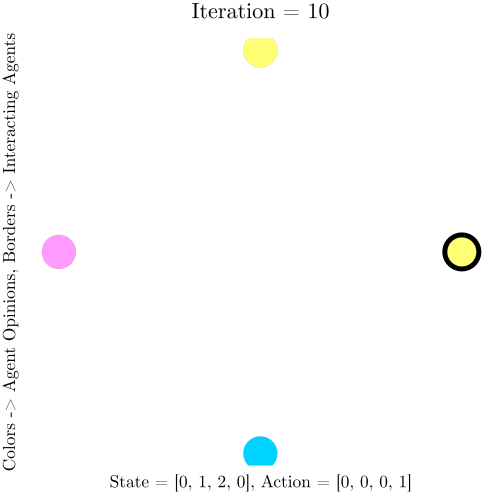 Iteration = 10
Colors -> Agent Opinions, Borders -> Interacting Agents
State = [0, 1, 2, 0], Action = [0, 0, 0, 1]